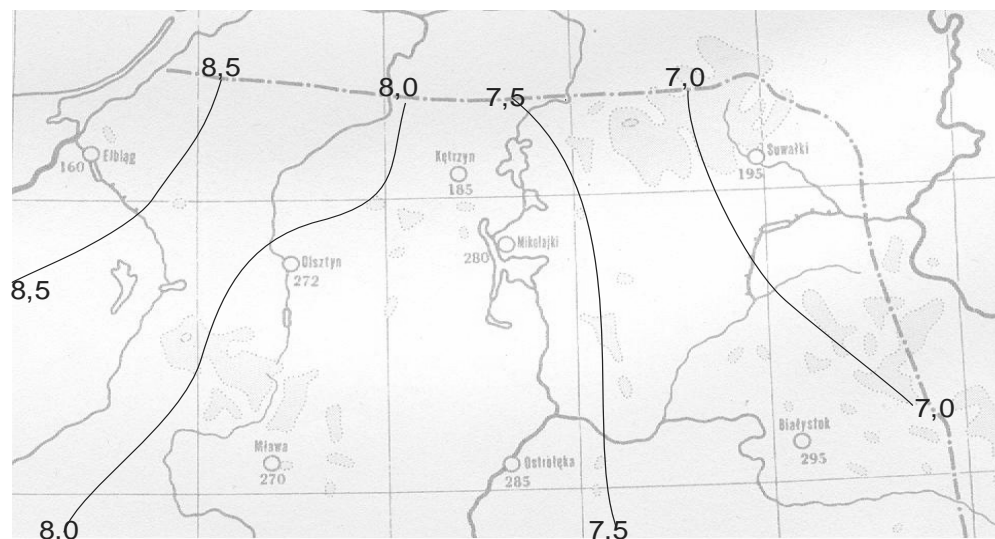 8,5
8,0
7,5
7,0
Elbląg
160
Kętrzyn
185
Suwałki
195
Mikołajki
280
Olsztyn
272
8,5
7,0
Białystok
295
Mława
270
Ostrołęka
285
8,0
7,5